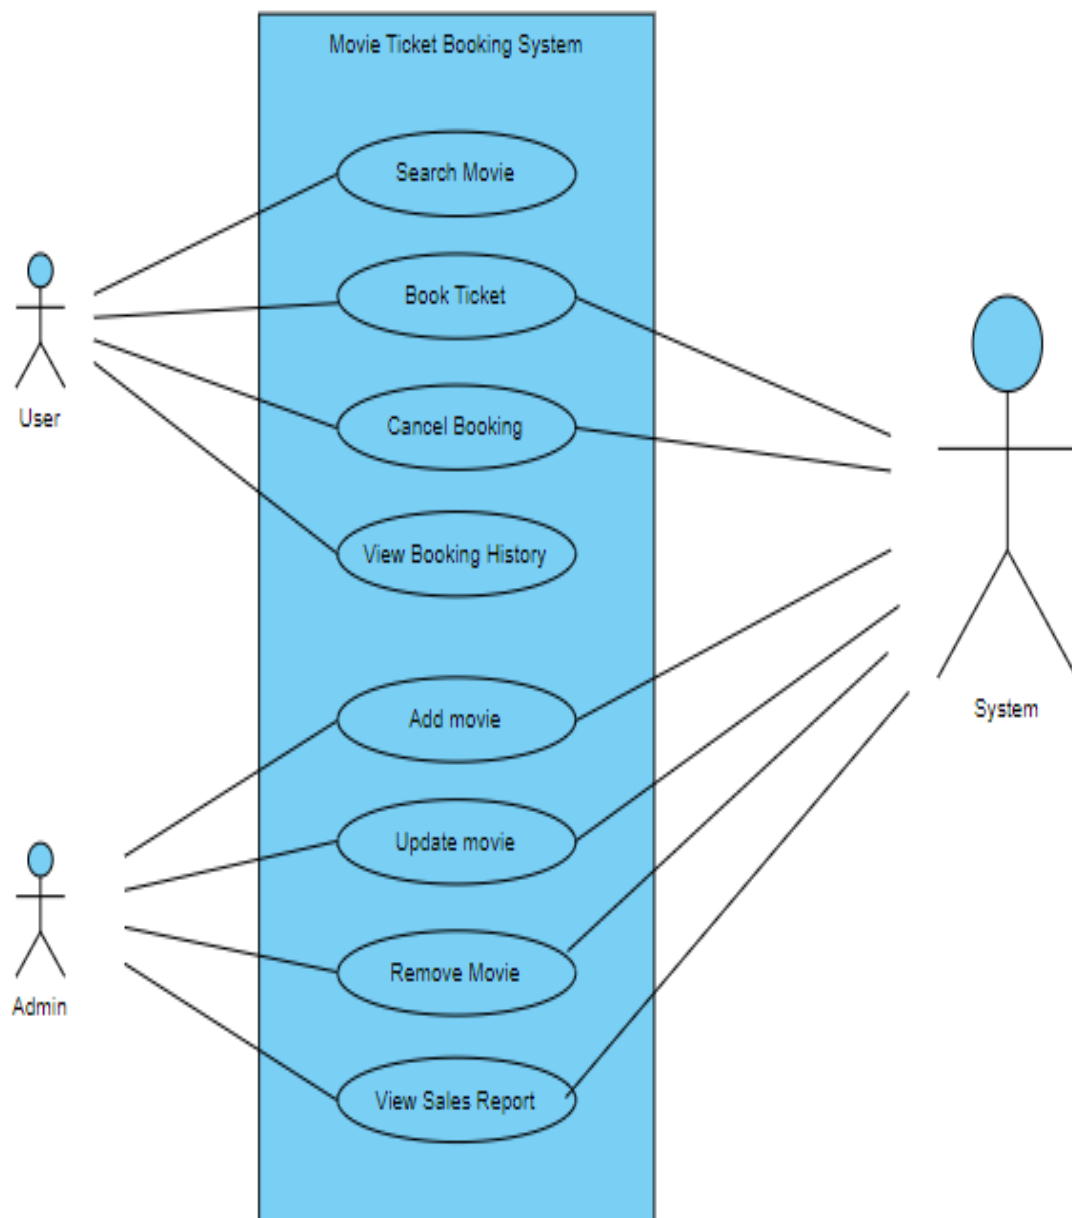 Movie Ticket Booking System
Search Movie
Book Ticket
Cancel Booking
View Booking History
Add movie
Update movie
Remove Movie
View Sales Report
User
Admin
System